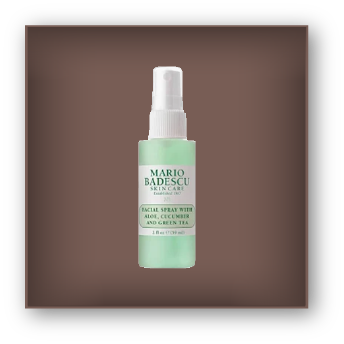 MARIO
BADESCU
SKIN CARE
FACIAL SPRAY WITH
ALOE, CUCUMBER
AND GREEN TEA